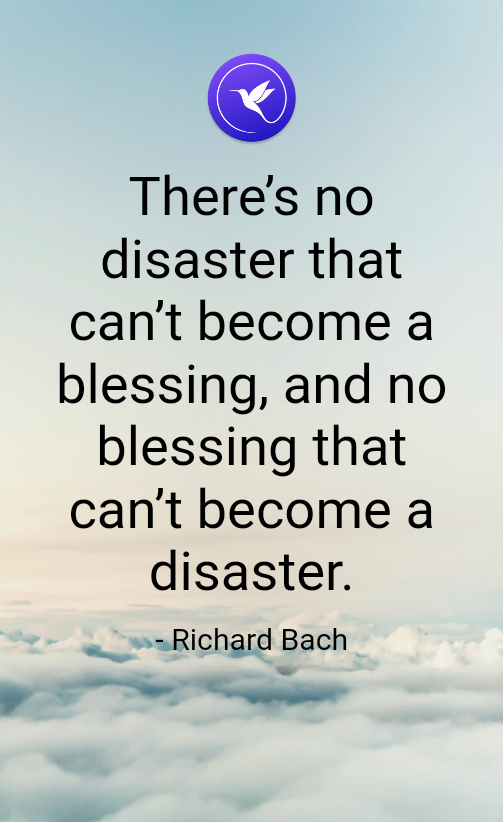 There’s no
disaster that
can’t become a
blessing, and no
blessing that
can’t become a
disaster.
- Richard Bach